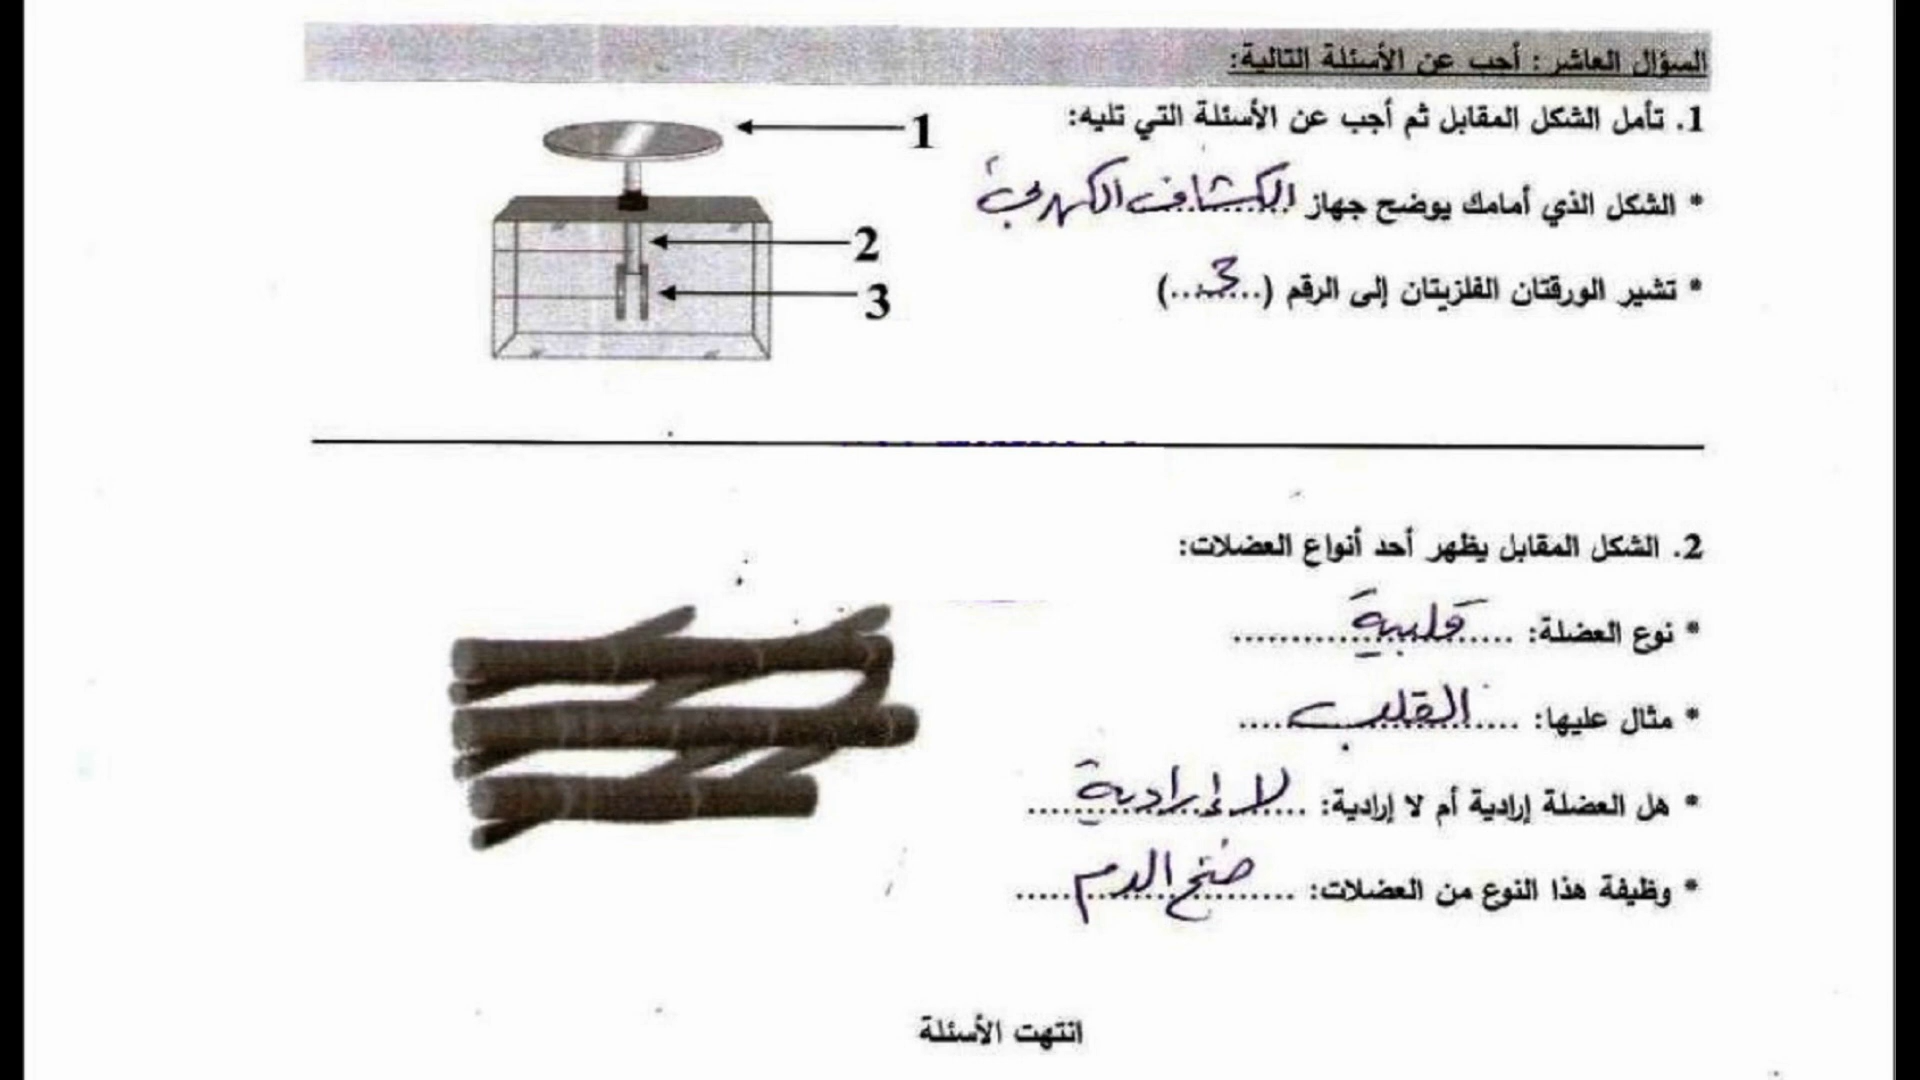 السؤال العاشر: أجب عن الأسئلة التالية:
1. تأمل الشكل المقابل ثم أجب عن الأسئلة التي تليه:
* الشكل الذي أمامك يوضح جهاز الكشاف الكهربي
* تشير الورقتان الفلزيتان إلى الرقم (...3...)
1
2
3
2. الشكل المقابل يظهر أحد أنواع العضلات:
* نوع العضلة: قلبية
* مثال عليها: القلب
* هل العضلة إرادية أم لا إرادية: لا إرادية
* وظيفة هذا النوع من العضلات: ضخ الدم
انتهت الأسئلة